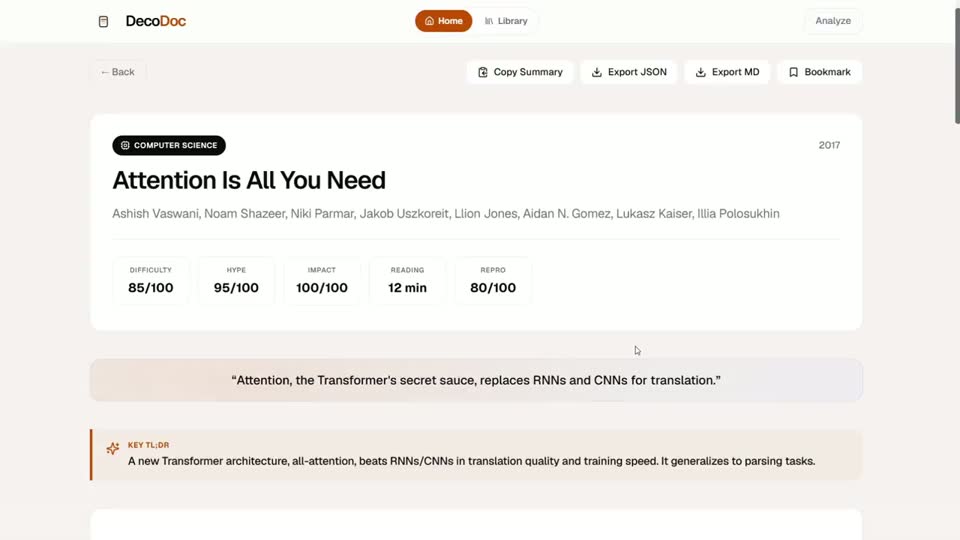 DecoDoc
Home
Library
Analyze
← Back
Copy Summary
Export JSON
Export MD
Bookmark
COMPUTER SCIENCE
2017
Attention Is All You Need
Ashish Vaswani, Noam Shazeer, Niki Parmar, Jakob Uszkoreit, Llion Jones, Aidan N. Gomez, Lukasz Kaiser, Illia Polosukhin
DIFFICULTY
85/100
HYPE
95/100
IMPACT
100/100
READING
12 min
REPRO
80/100
“Attention, the Transformer's secret sauce, replaces RNNs and CNNs for translation.”
KEY TL;DR
A new Transformer architecture, all-attention, beats RNNs/CNNs in translation quality and training speed. It generalizes to parsing tasks.